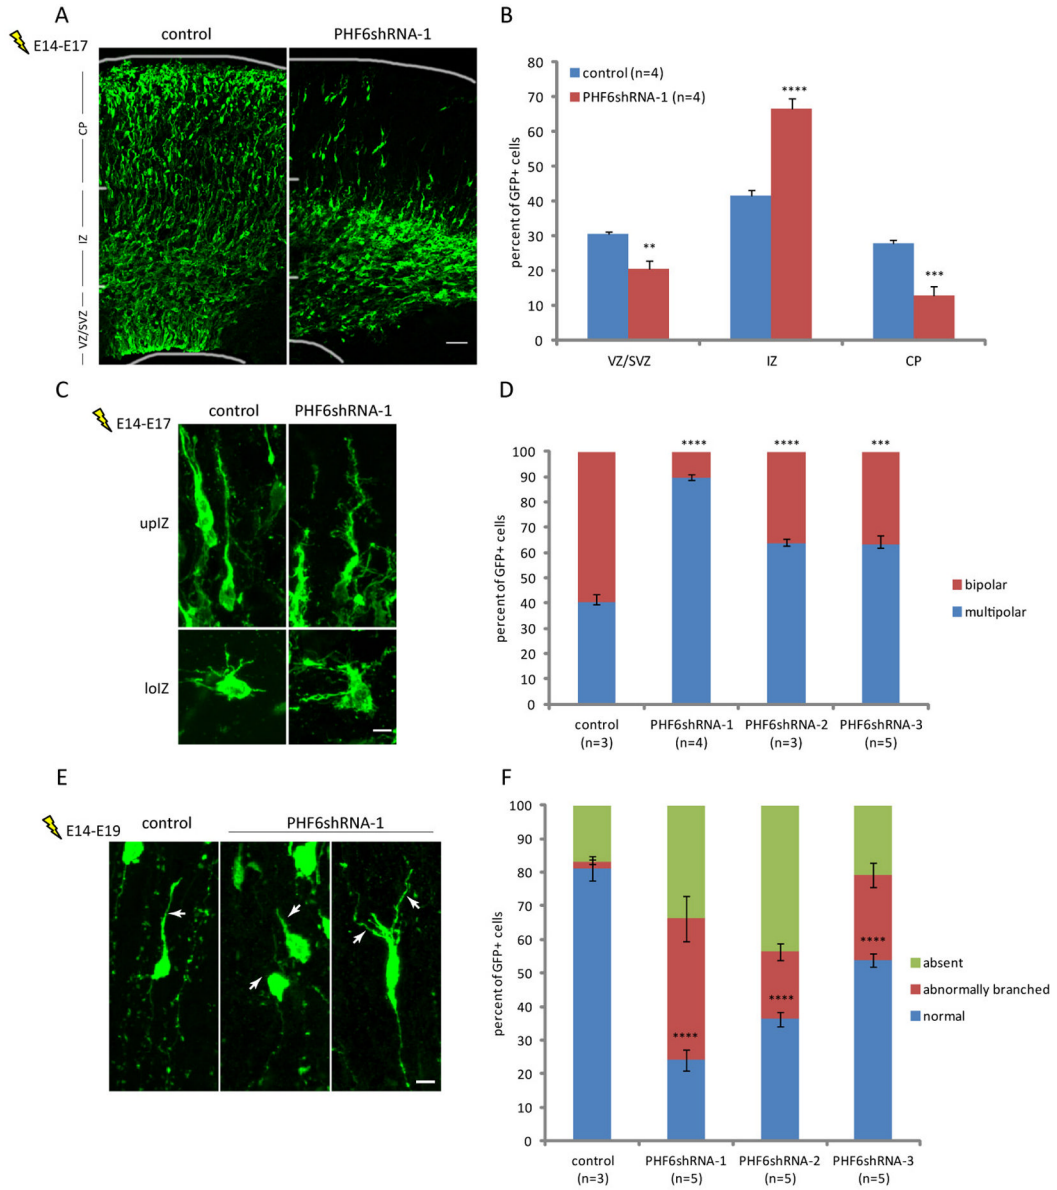 A
E14-E17
control
PHF6shRNA-1
CP
IZ
VZ/SVZ
B
control (n=4)
PHF6shRNA-1 (n=4)
percent of GFP+ cells
80
70
60
50
40
30
20
10
0
**
****
***
VZ/SVZ
IZ
CP
C
E14-E17
control
PHF6shRNA-1
upIZ
loIZ
D
percent of GFP+ cells
100
90
80
70
60
50
40
30
20
10
0
****
****
***
bipolar
multipolar
control
(n=3)
PHF6shRNA-1
(n=4)
PHF6shRNA-2
(n=3)
PHF6shRNA-3
(n=5)
E
E14-E19
control
PHF6shRNA-1
F
percent of GFP+ cells
100
90
80
70
60
50
40
30
20
10
0
****
****
****
absent
abnormally branched
normal
control
(n=3)
PHF6shRNA-1
(n=5)
PHF6shRNA-2
(n=5)
PHF6shRNA-3
(n=5)